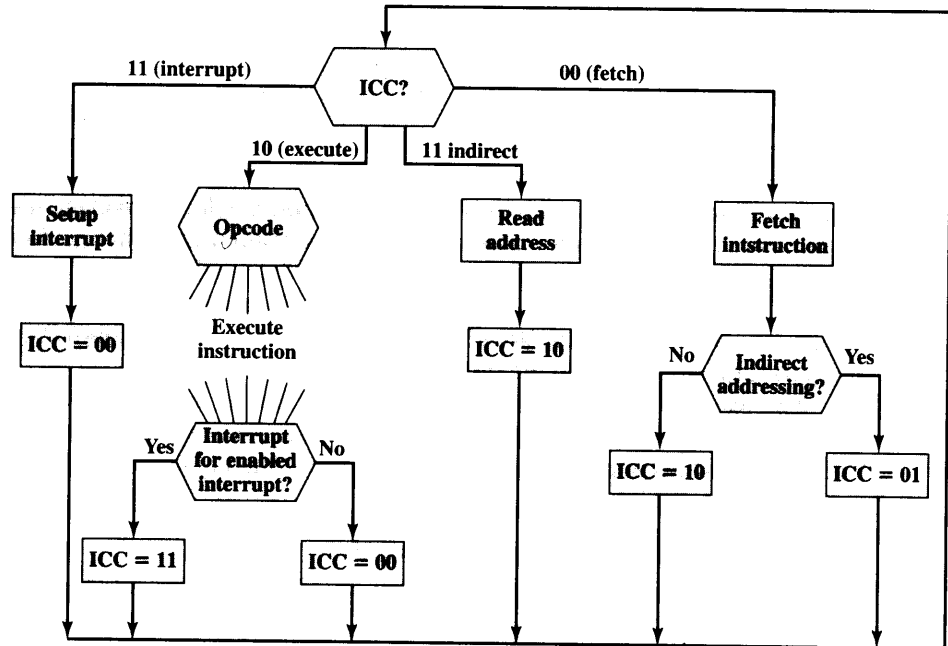 ICC?
11 (interrupt)
00 (fetch)
10 (execute)
11 indirect
Setup
interrupt
Opcode
Read
address
Fetch
intstruction
ICC = 00
Execute
instruction
ICC = 10
No
Indirect
addressing?
Yes
Yes
Interrupt
for enabled
interrupt?
No
ICC = 10
ICC = 01
ICC = 11
ICC = 00